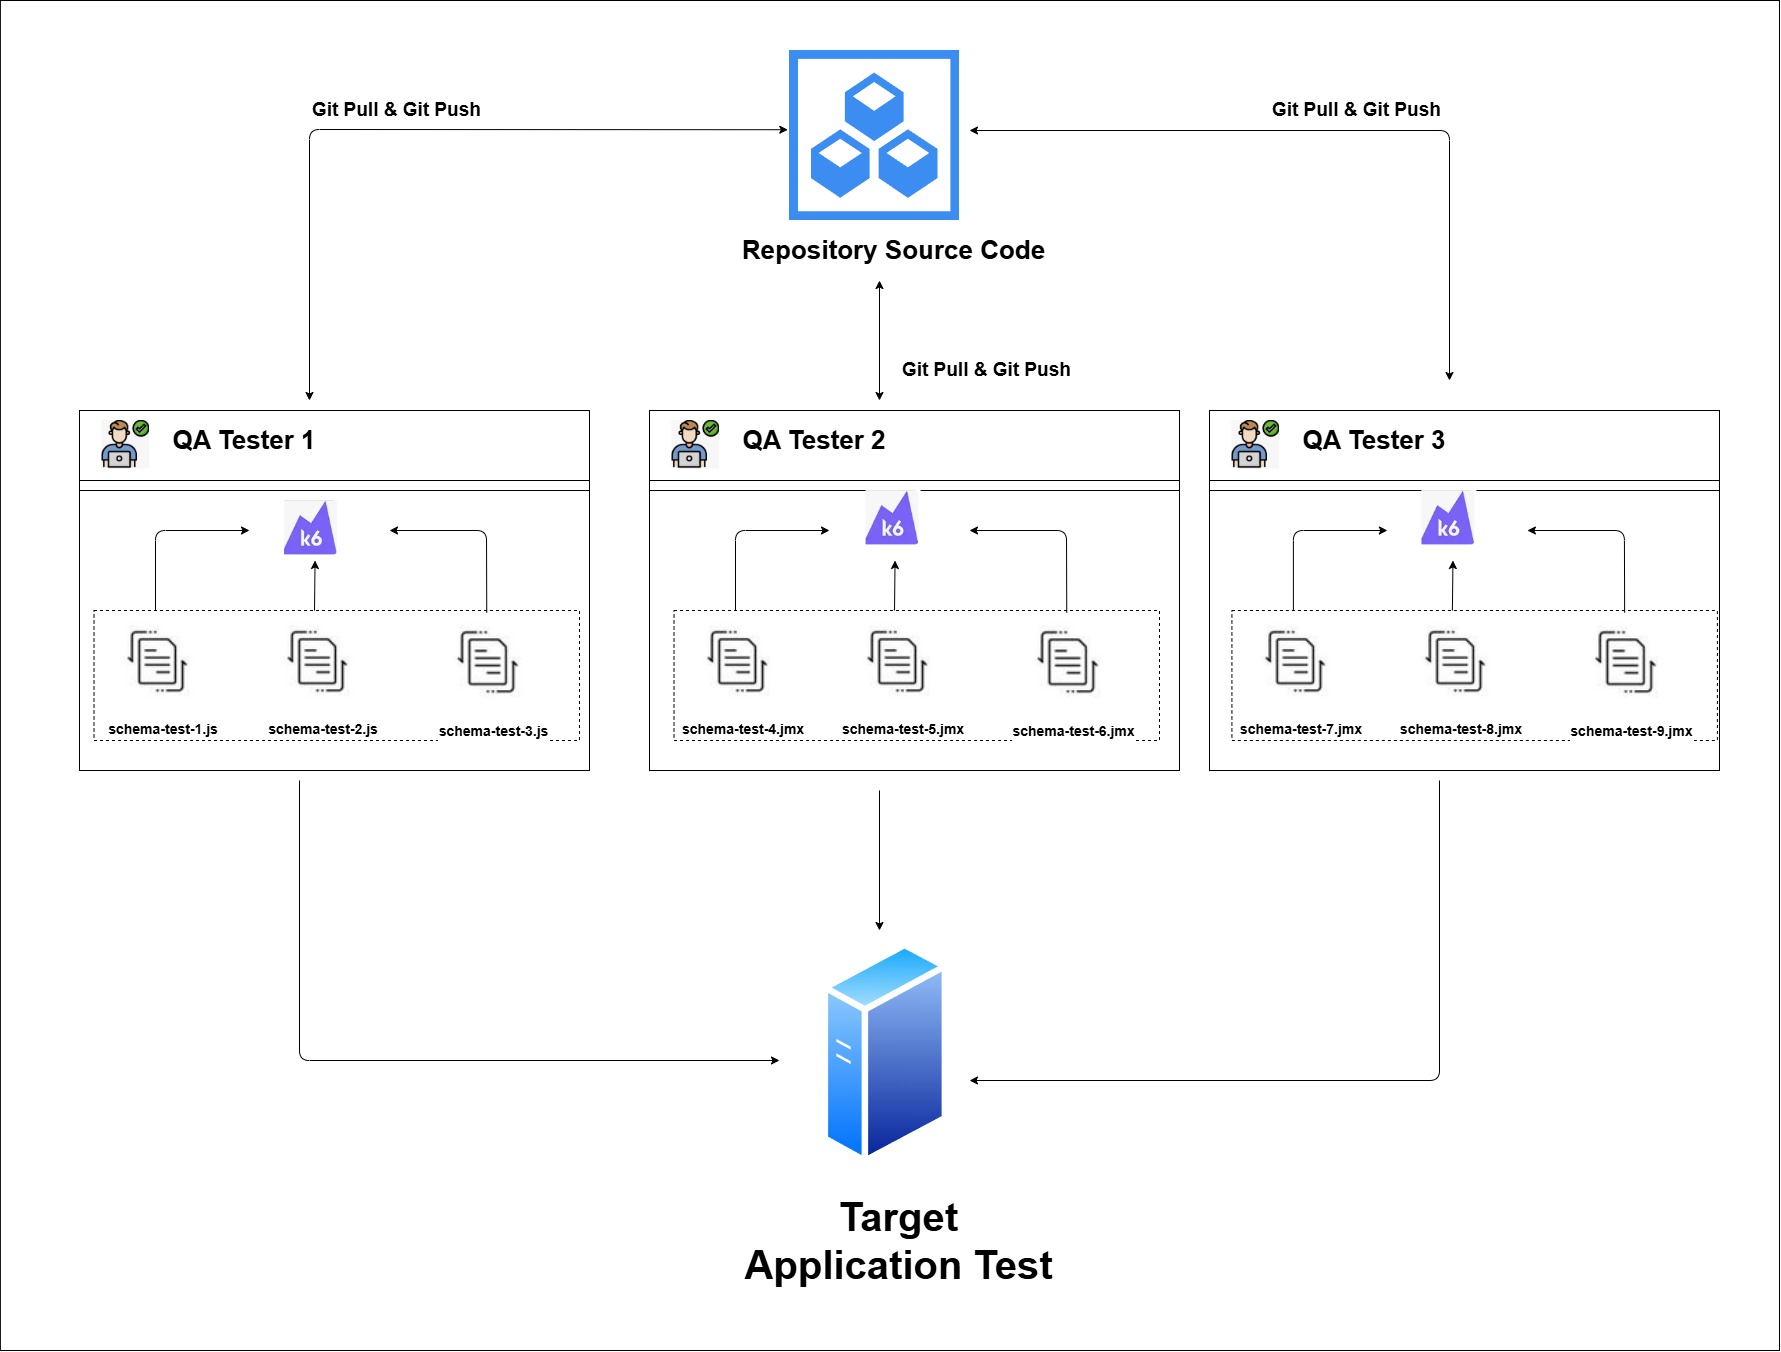 Git Pull & Git Push
Git Pull & Git Push
Repository Source Code
Git Pull & Git Push
QA Tester 1
QA Tester 2
QA Tester 3
k6
k6
k6
schema-test-1.js
schema-test-2.js
schema-test-3.js
schema-test-4.jmx
schema-test-5.jmx
schema-test-6.jmx
schema-test-7.jmx
schema-test-8.jmx
schema-test-9.jmx
Target
Application Test